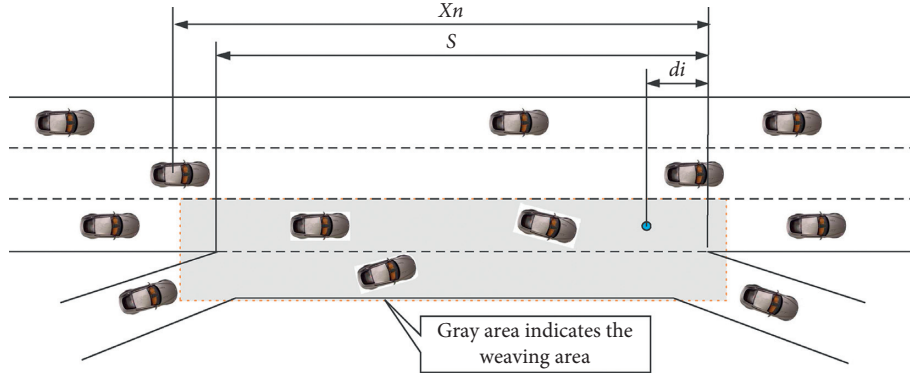 Xn
S
di
Gray area indicates the
weaving area